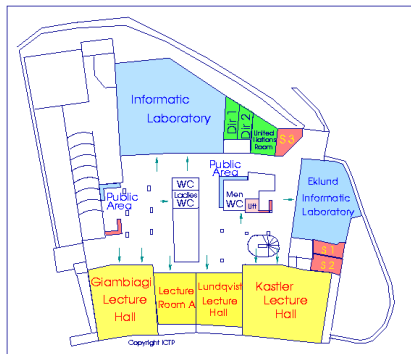 Informatic
Laboratory
Dir 1
Dir 2
United
Nations
Room
S 3
Public
Area
Public
Area
WC
Ladies
WC
Men
WC
Lift
Eklund
Informatic
Laboratory
S 1
S 2
Giambiagi
Lecture
Hall
Lecture
Room A
Lundqvist
Lecture
Hall
Kastler
Lecture
Hall
Copyright ICTP